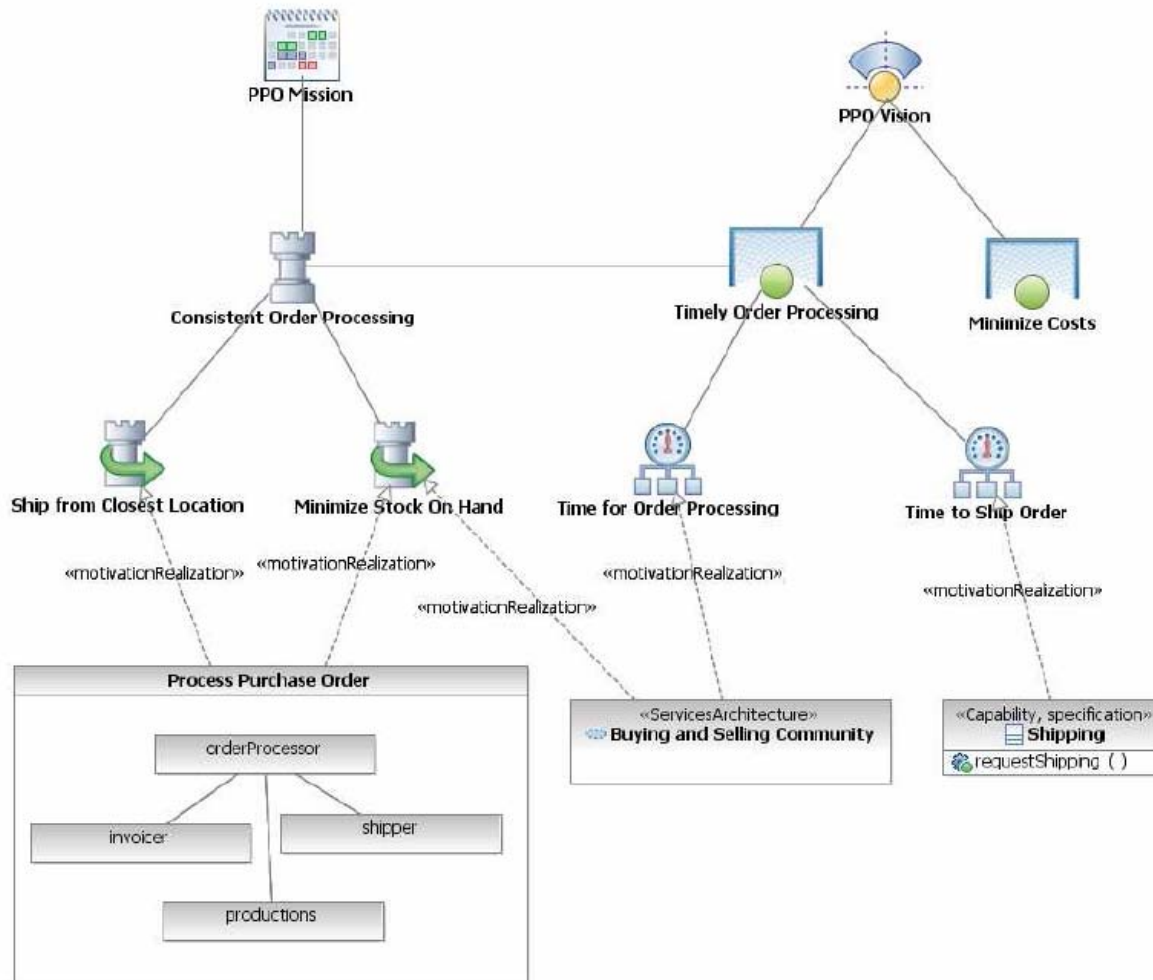 PPO Mission
PPO Vision
Consistent Order Processing
Timely Order Processing
Minimize Costs
Ship from Closest Location
Minimize Stock On Hand
Time for Order Processing
Time to Ship Order
«motivationRealization»
«motivationRealization»
«motivationRealization»
«motivationRealization»
«motivationRealization»
Process Purchase Order
orderProcessor
invoicer
shipper
productions
«ServicesArchitecture»
Buying and Selling Community
«Capability, specification»
Shipping
requestShipping ( )